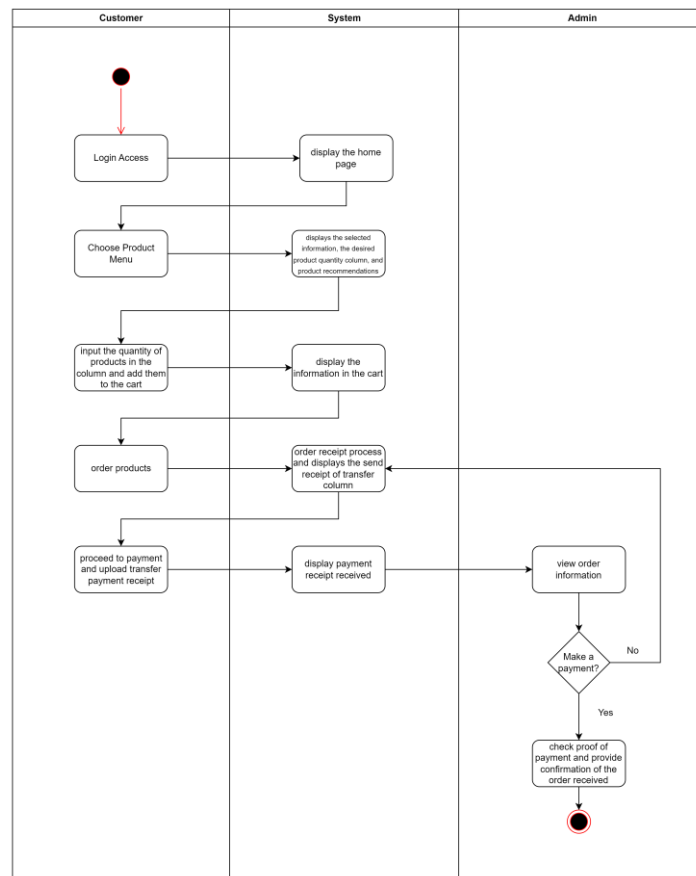 Customer
System
Admin
Login Access
display the home
page
Choose Product
Menu
displays the selected
information, the desired
product quantity column, and
product recommendations
input the quantity of
products in the
column and add them
to the cart
display the
information in the cart
order products
order receipt process
and displays the send
receipt of transfer
column
proceed to payment
and upload transfer
payment receipt
display payment
receipt received
view order
information
Make a
payment?
No
Yes
check proof of
payment and provide
confirmation of the
order received